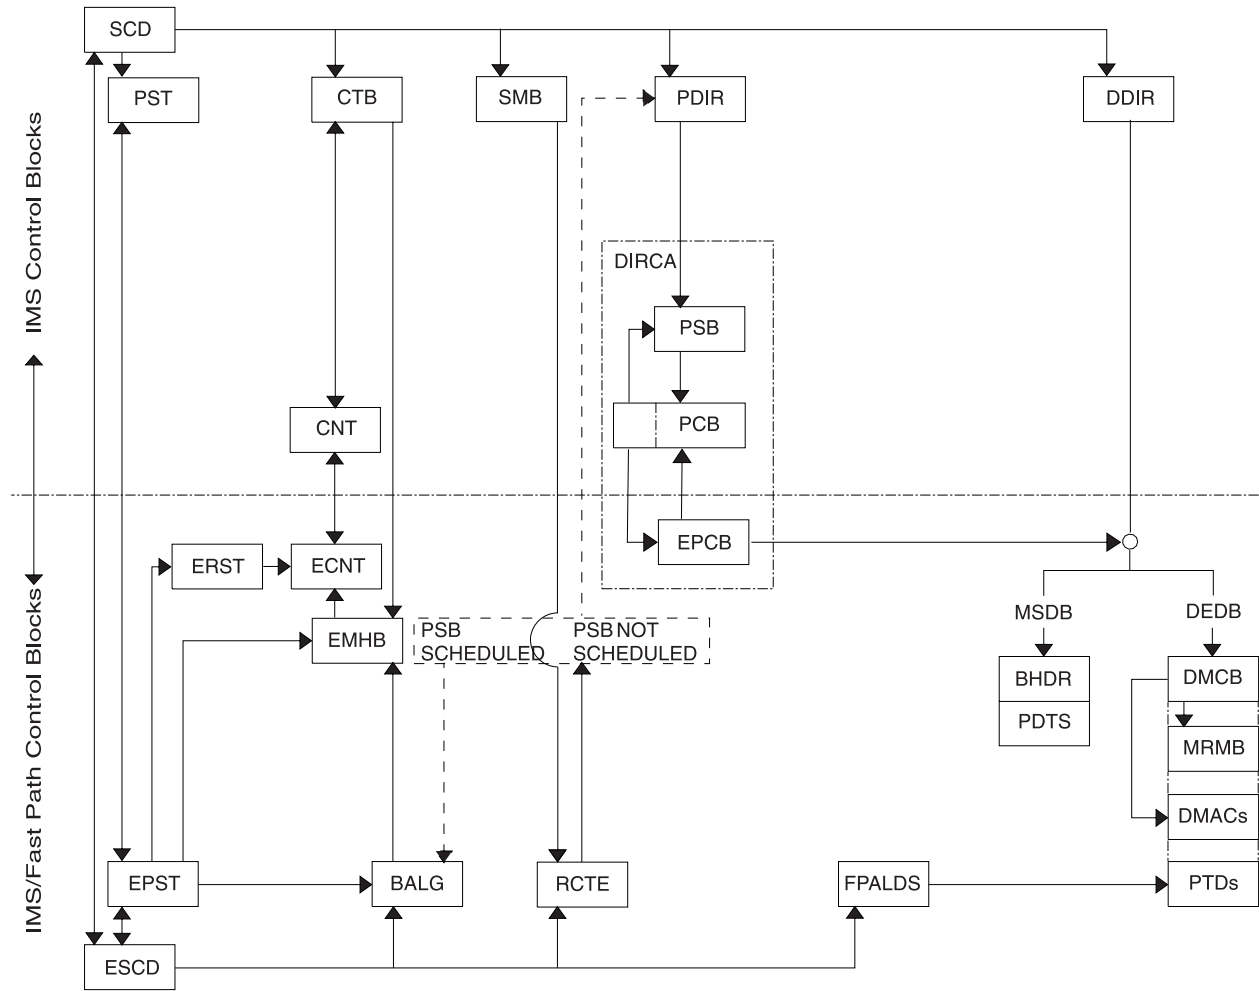 SCD
PST
CTB
SMB
PDIR
DDIR
IMS Control Blocks
DIRCA
PSB
PCB
CNT
EPCB
ERST
ECNT
MSDB
DEDB
EMHB
PSB
SCHEDULED
PSB NOT
SCHEDULED
IMS/Fast Path Control Blocks
BHDR
PDTS
DMCB
MRMB
DMACs
EPST
BALG
RCTE
FPALDS
PTDs
ESCD